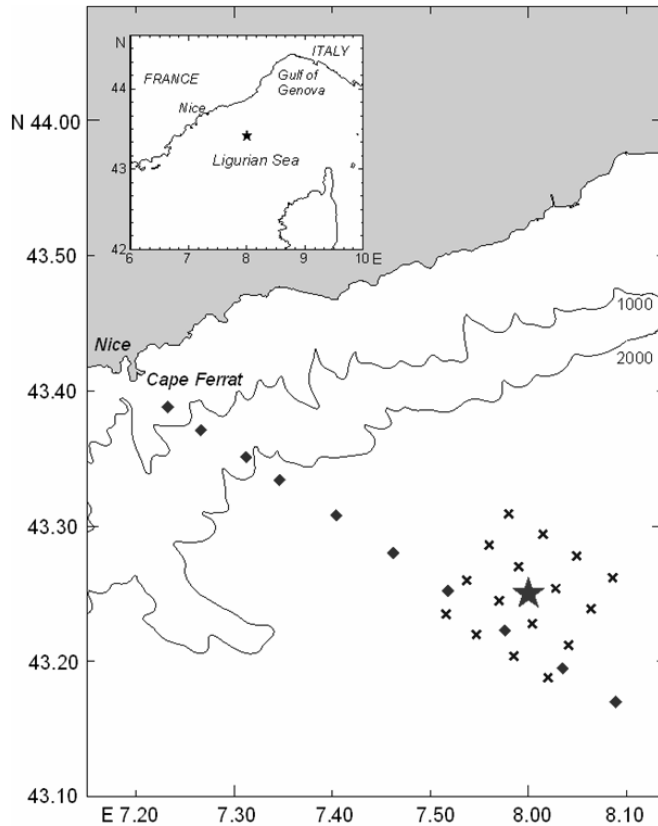 N
ITALY
FRANCE
Gulf of
Genova
44
Nice
43
Ligurian Sea
42
6 7 8 9 10 E
N 44.00
43.50
1000
2000
Nice
43.40
Cape Ferrat
43.30
43.20
43.10
E 7.20 7.30 7.40 7.50 8.00 8.10